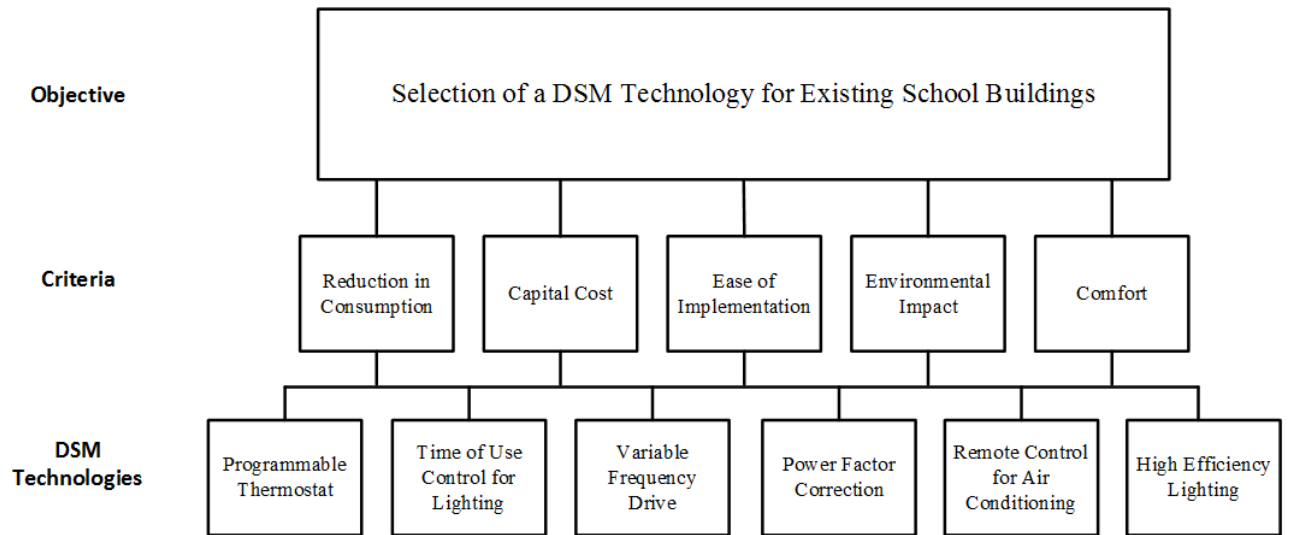 Objective
Selection of a DSM Technology for Existing School Buildings
Criteria
Reduction in
Consumption
Capital Cost
Ease of
Implementation
Environmental
Impact
Comfort
DSM
Technologies
Programmable
Thermostat
Time of Use
Control for
Lighting
Variable
Frequency
Drive
Power Factor
Correction
Remote Control
for Air
Conditioning
High Efficiency
Lighting